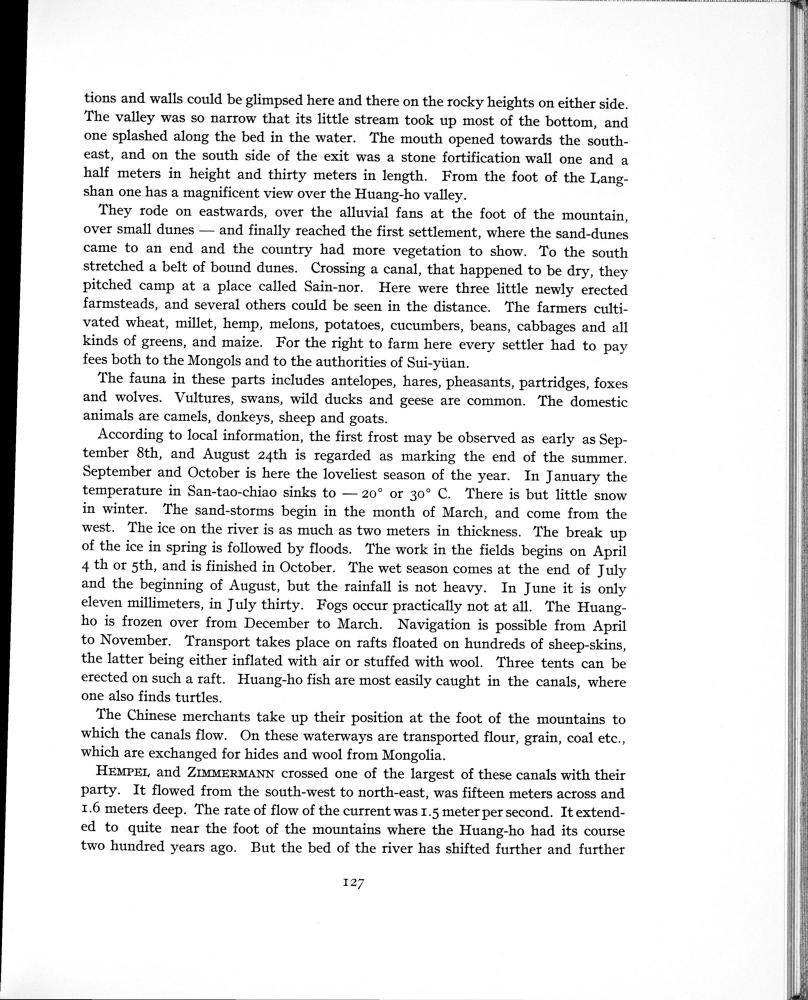 tions and walls could be glimpsed here and there on the rocky heights on either side.
The valley was so narrow that its little stream took up most of the bottom, and
one splashed along the bed in the water. The mouth opened towards the south-
east, and on the south side of the exit was a stone fortification wall one and a
half meters in height and thirty meters in length. From the foot of the Lang-
shan one has a magnificent view over the Huang-ho valley.
They rode on eastwards, over the alluvial fans at the foot of the mountain,
over small dunes — and finally reached the first settlement, where the sand-dunes
came to an end and the country had more vegetation to show. To the south
stretched a belt of bound dunes. Crossing a canal, that happened to be dry, they
pitched camp at a place called Sain-nor. Here were three little newly erected
farmsteads, and several others could be seen in the distance. The farmers culti-
vated wheat, millet, hemp, melons, potatoes, cucumbers, beans, cabbages and all
kinds of greens, and maize. For the right to farm here every settler had to pay
fees both to the Mongols and to the authorities of Sui-yüan.
The fauna in these parts includes antelopes, hares, pheasants, partridges, foxes
and wolves. Vultures, swans, wild ducks and geese are common. The domestic
animals are camels, donkeys, sheep and goats.
According to local information, the first frost may be observed as early as Sep-
tember 8th, and August 24th is regarded as marking the end of the summer.
September and October is here the loveliest season of the year. In January the
temperature in San-tao-chiao sinks to — 20° or 30° C. There is but little snow
in winter. The sand-storms begin in the month of March, and come from the
west. The ice on the river is as much as two meters in thickness. The break up
of the ice in spring is followed by floods. The work in the fields begins on April
4 th or 5th, and is finished in October. The wet season comes at the end of July
and the beginning of August, but the rainfall is not heavy. In June it is only
eleven millimeters, in July thirty. Fogs occur practically not at all. The Huang-
ho is frozen over from December to March. Navigation is possible from April
to November. Transport takes place on rafts floated on hundreds of sheep-skins,
the latter being either inflated with air or stuffed with wool. Three tents can be
erected on such a raft. Huang-ho fish are most easily caught in the canals, where
one also finds turtles.
The Chinese merchants take up their position at the foot of the mountains to
which the canals flow. On these waterways are transported flour, grain, coal etc.,
which are exchanged for hides and wool from Mongolia.
HEMPEL and ZIMMERMANN crossed one of the largest of these canals with their
party. It flowed from the south-west to north-east, was fifteen meters across and
1.6 meters deep. The rate of flow of the current was 1.5 meter per second. It extend-
ed to quite near the foot of the mountains where the Huang-ho had its course
two hundred years ago. But the bed of the river has shifted further and further
127